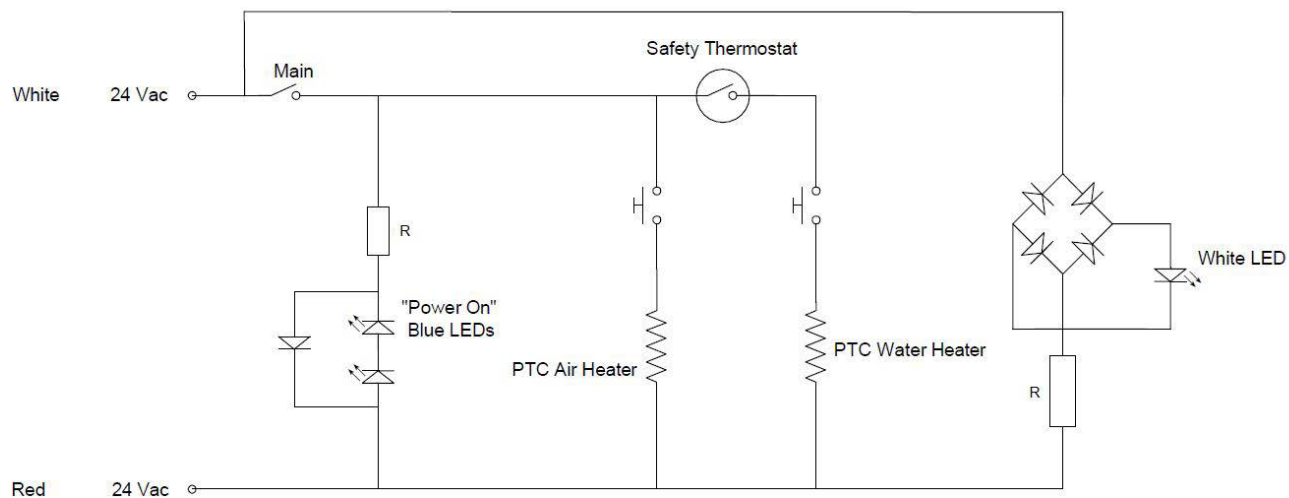 Safety Thermostat
Main
White 24 Vac
R
White LED
"Power On"
Blue LEDs
PTC Air Heater
PTC Water Heater
R
Red 24 Vac